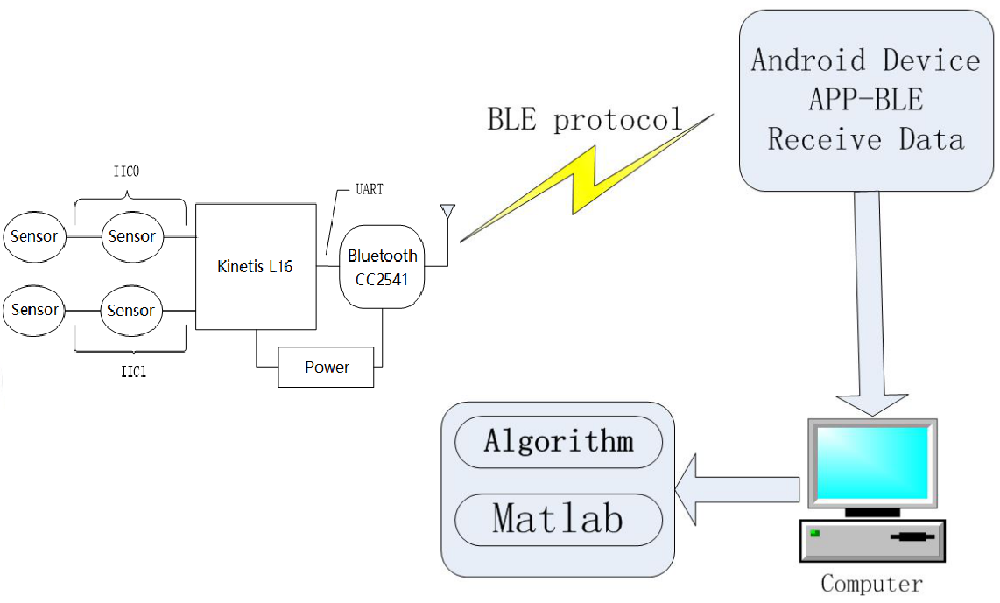 Android Device
APP-BLE
Receive Data
BLE protocol
IIC0
UART
Sensor
Sensor
Kinetis L16
Bluetooth
CC2541
Sensor
Sensor
IIC1
Power
Algorithm
Matlab
Computer